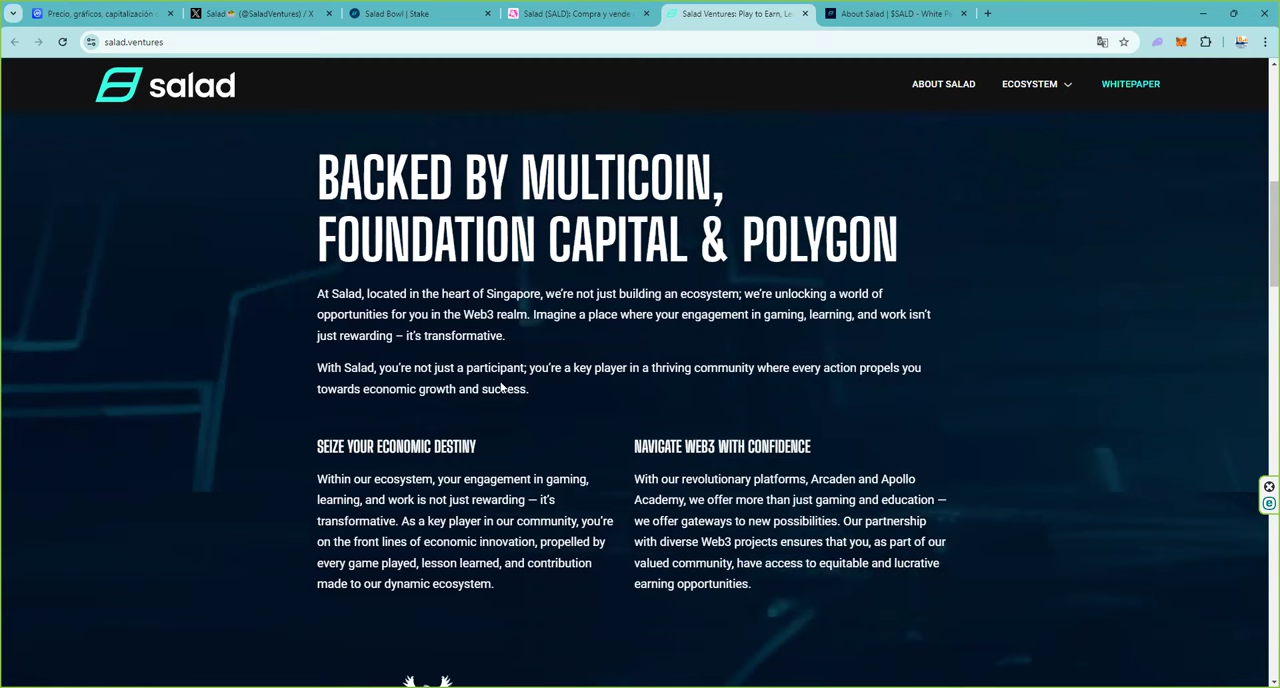 Precio, gráficos, capitalización
Salad (@SaladVentures) / X
Salad Bowl | Stake
Salad (SALD): Compra y vende
Salad Ventures: Play to Earn, Le
About Salad | $SALD - White P
salad.ventures
salad
ABOUT SALAD
ECOSYSTEM
WHITEPAPER
BACKED BY MULTICOIN,
FOUNDATION CAPITAL & POLYGON
At Salad, located in the heart of Singapore, we're not just building an ecosystem; we're unlocking a world of
opportunities for you in the Web3 realm. Imagine a place where your engagement in gaming, learning, and work isn't
just rewarding – it's transformative.
With Salad, you're not just a participant; you're a key player in a thriving community where every action propels you
towards economic growth and success.
SEIZE YOUR ECONOMIC DESTINY
Within our ecosystem, your engagement in gaming,
learning, and work is not just rewarding — it's
transformative. As a key player in our community, you're
on the front lines of economic innovation, propelled by
every game played, lesson learned, and contribution
made to our dynamic ecosystem.
NAVIGATE WEB3 WITH CONFIDENCE
With our revolutionary platforms, Arcaden and Apollo
Academy, we offer more than just gaming and education —
we offer gateways to new possibilities. Our partnership
with diverse Web3 projects ensures that you, as part of our
valued community, have access to equitable and lucrative
earning opportunities.